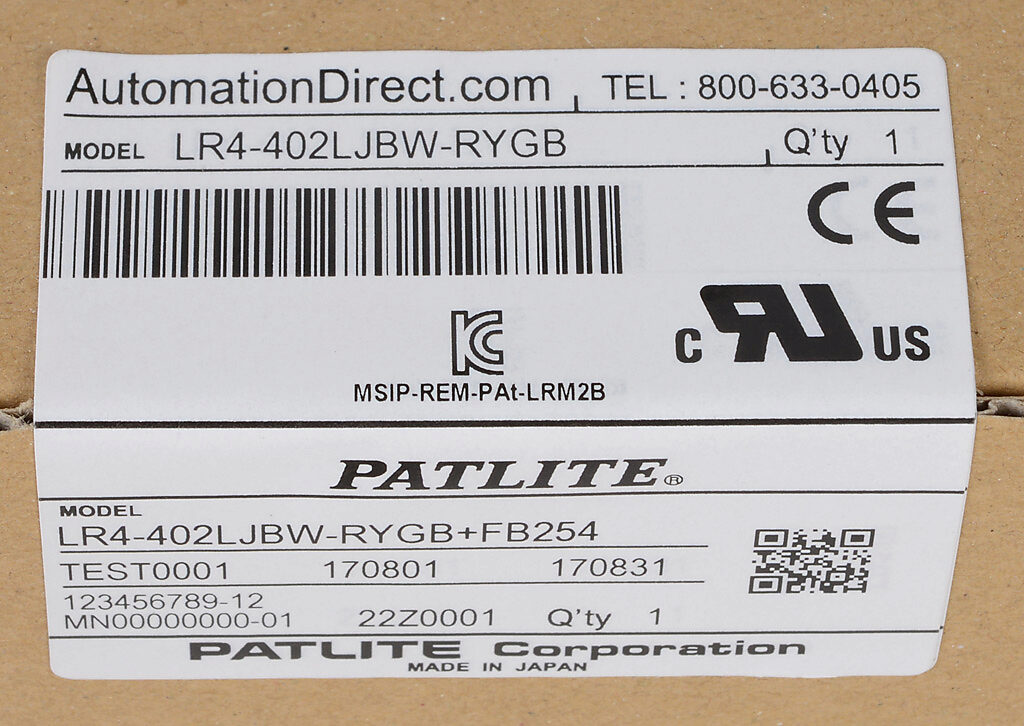 AutomationDirect.com TEL : 800-633-0405
MODEL LR4-402LJBW-RYGB Q'ty 1
CE
KC
c RU US
MSIP-REM-PAt-LRM2B
PATLITE®
MODEL
LR4-402LJBW-RYGB+FB254
TEST0001 170801 170831
123456789-12
MN00000000-01 22Z0001 Q'ty 1
PATLITE Corporation
MADE IN JAPAN